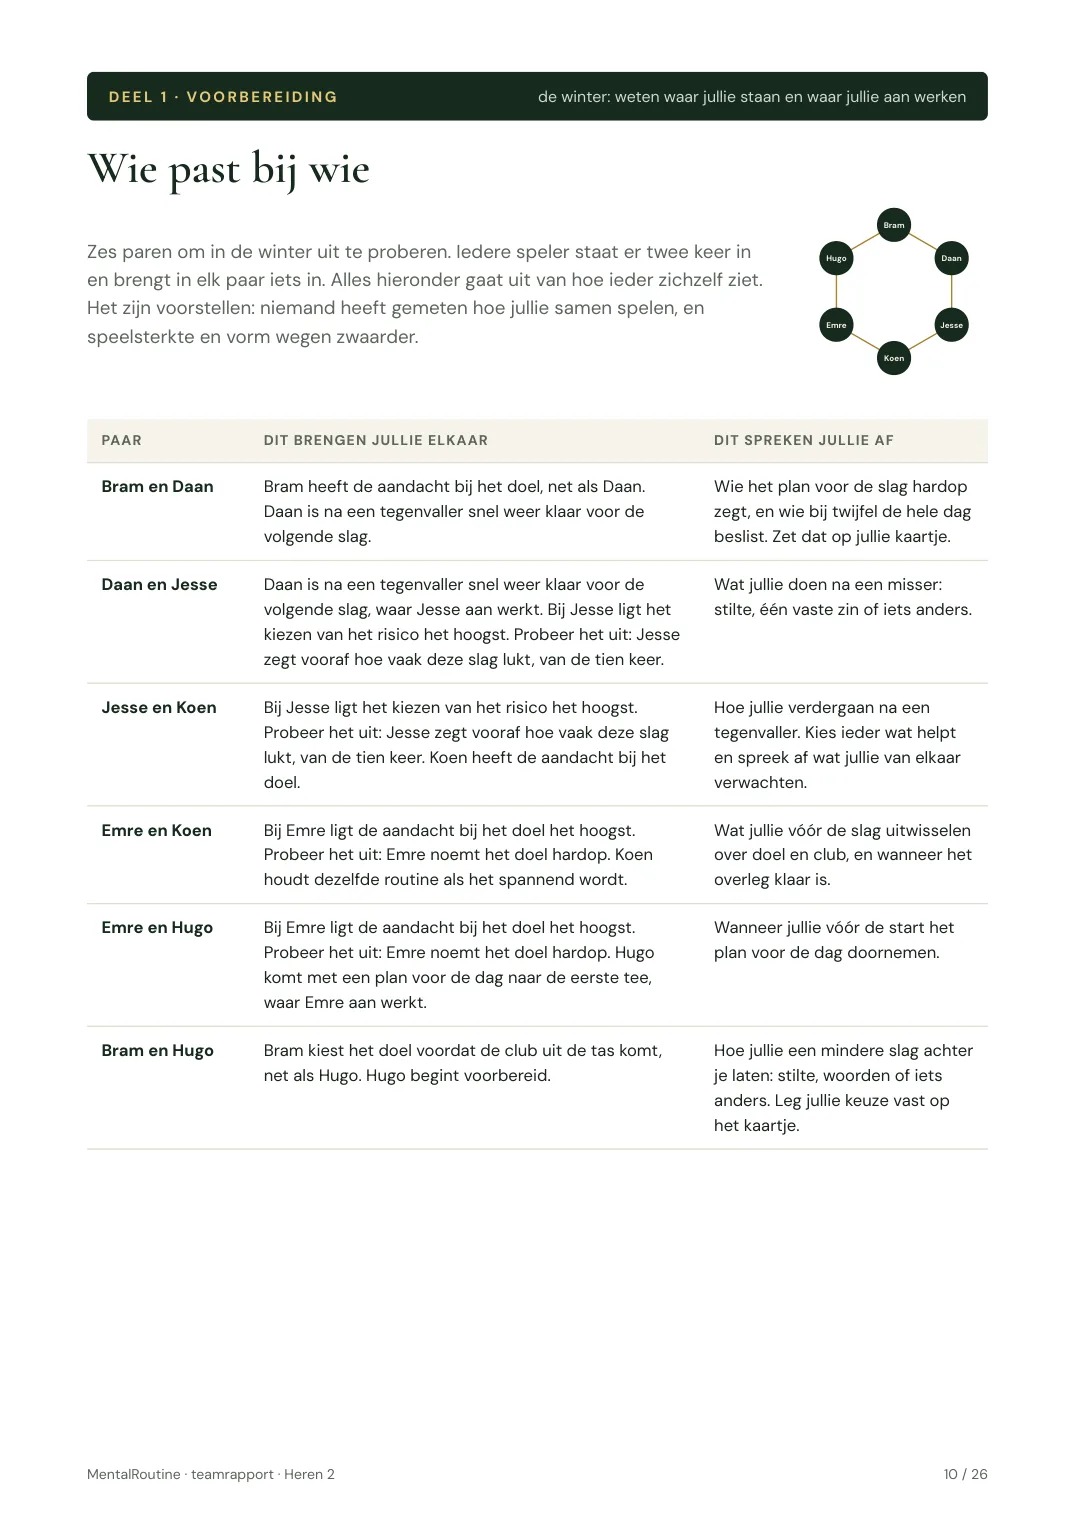 DEEL 1 · VOORBEREIDING
de winter: weten waar jullie staan en waar jullie aan werken
Wie past bij wie
Zes paren om in de winter uit te proberen. Iedere speler staat er twee keer in
en brengt in elk paar iets in. Alles hieronder gaat uit van hoe ieder zichzelf ziet.
Het zijn voorstellen: niemand heeft gemeten hoe jullie samen spelen, en
speelsterkte en vorm wegen zwaarder.
Bram
Hugo
Daan
Emre
Jesse
Koen
PAAR
DIT BRENGEN JULLIE ELKAAR
DIT SPREKEN JULLIE AF
Bram en Daan
Bram heeft de aandacht bij het doel, net als Daan.
Daan is na een tegenvaller snel weer klaar voor de
volgende slag.
Wie het plan voor de slag hardop
zegt, en wie bij twijfel de hele dag
beslist. Zet dat op jullie kaartje.
Daan en Jesse
Daan is na een tegenvaller snel weer klaar voor de
volgende slag, waar Jesse aan werkt. Bij Jesse ligt het
kiezen van het risico het hoogst. Probeer het uit: Jesse
zegt vooraf hoe vaak deze slag lukt, van de tien keer.
Wat jullie doen na een misser:
stilte, één vaste zin of iets anders.
Jesse en Koen
Bij Jesse ligt het kiezen van het risico het hoogst.
Probeer het uit: Jesse zegt vooraf hoe vaak deze slag
lukt, van de tien keer. Koen heeft de aandacht bij het
doel.
Hoe jullie verdergaan na een
tegenvaller. Kies ieder wat helpt
en spreek af wat jullie van elkaar
verwachten.
Emre en Koen
Bij Emre ligt de aandacht bij het doel het hoogst.
Probeer het uit: Emre noemt het doel hardop. Koen
houdt dezelfde routine als het spannend wordt.
Wat jullie vóór de slag uitwisselen
over doel en club, en wanneer het
overleg klaar is.
Emre en Hugo
Bij Emre ligt de aandacht bij het doel het hoogst.
Probeer het uit: Emre noemt het doel hardop. Hugo
komt met een plan voor de dag naar de eerste tee,
waar Emre aan werkt.
Wanneer jullie vóór de start het
plan voor de dag doornemen.
Bram en Hugo
Bram kiest het doel voordat de club uit de tas komt,
net als Hugo. Hugo begint voorbereid.
Hoe jullie een mindere slag achter
je laten: stilte, woorden of iets
anders. Leg jullie keuze vast op
het kaartje.
MentalRoutine · teamrapport · Heren 2
10 / 26